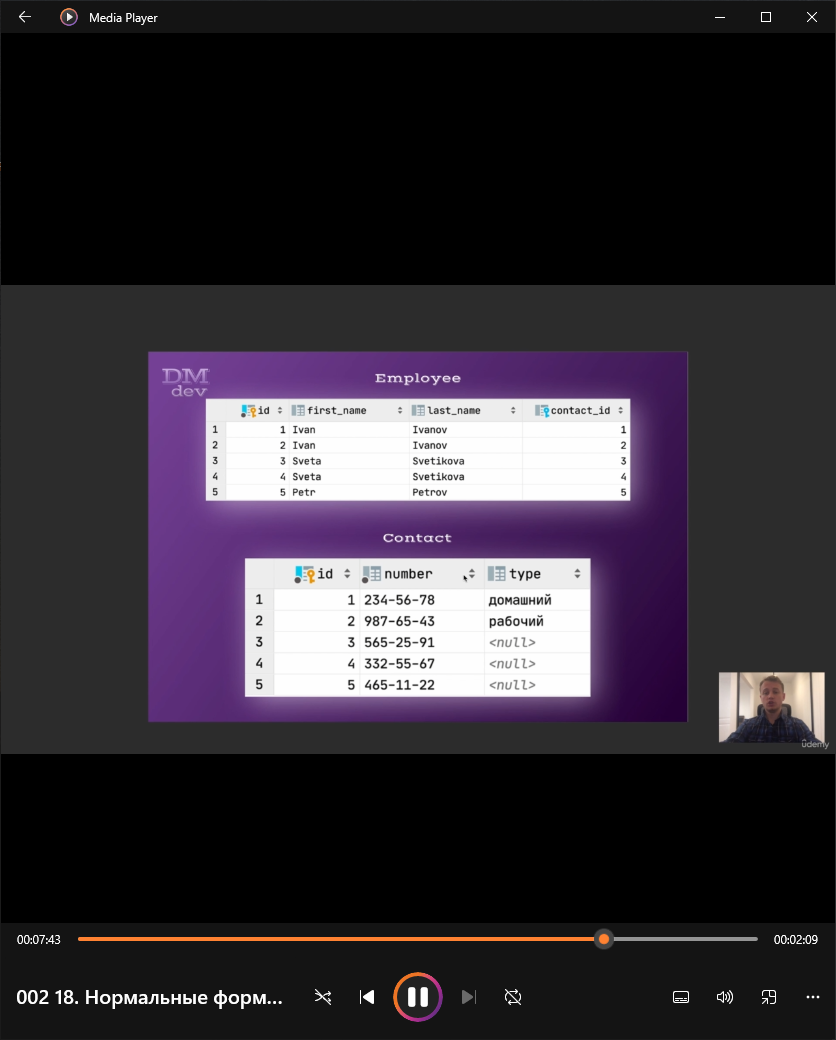 Media Player
DM
dev
Employee
id first_name last_name contact_id
1 1 Ivan Ivanov 1
2 2 Ivan Ivanov 2
3 3 Sveta Svetikova 3
4 4 Sveta Svetikova 4
5 5 Petr Petrov 5
Contact
id number type
1 1 234-56-78 домашний
2 2 987-65-43 рабочий
3 3 565-25-91 <null>
4 4 332-55-67 <null>
5 5 465-11-22 <null>
ûdemy
00:07:43 00:02:09
002 18. Нормальные форм...